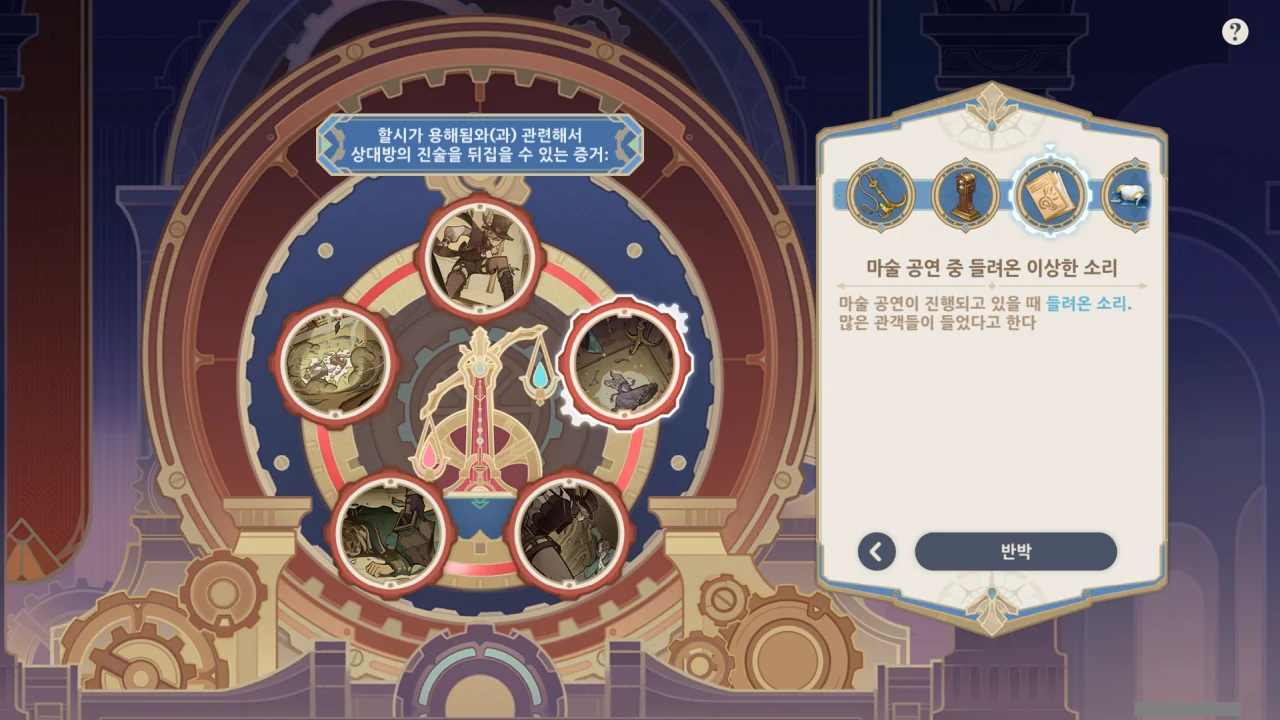 ?
할시가 용해됨와(과) 관련해서
상대방의 진술을 뒤집을 수 있는 증거:
마술 공연 중 들려온 이상한 소리
마술 공연이 진행되고 있을 때 들려온 소리.
많은 관객들이 들었다고 한다
반박